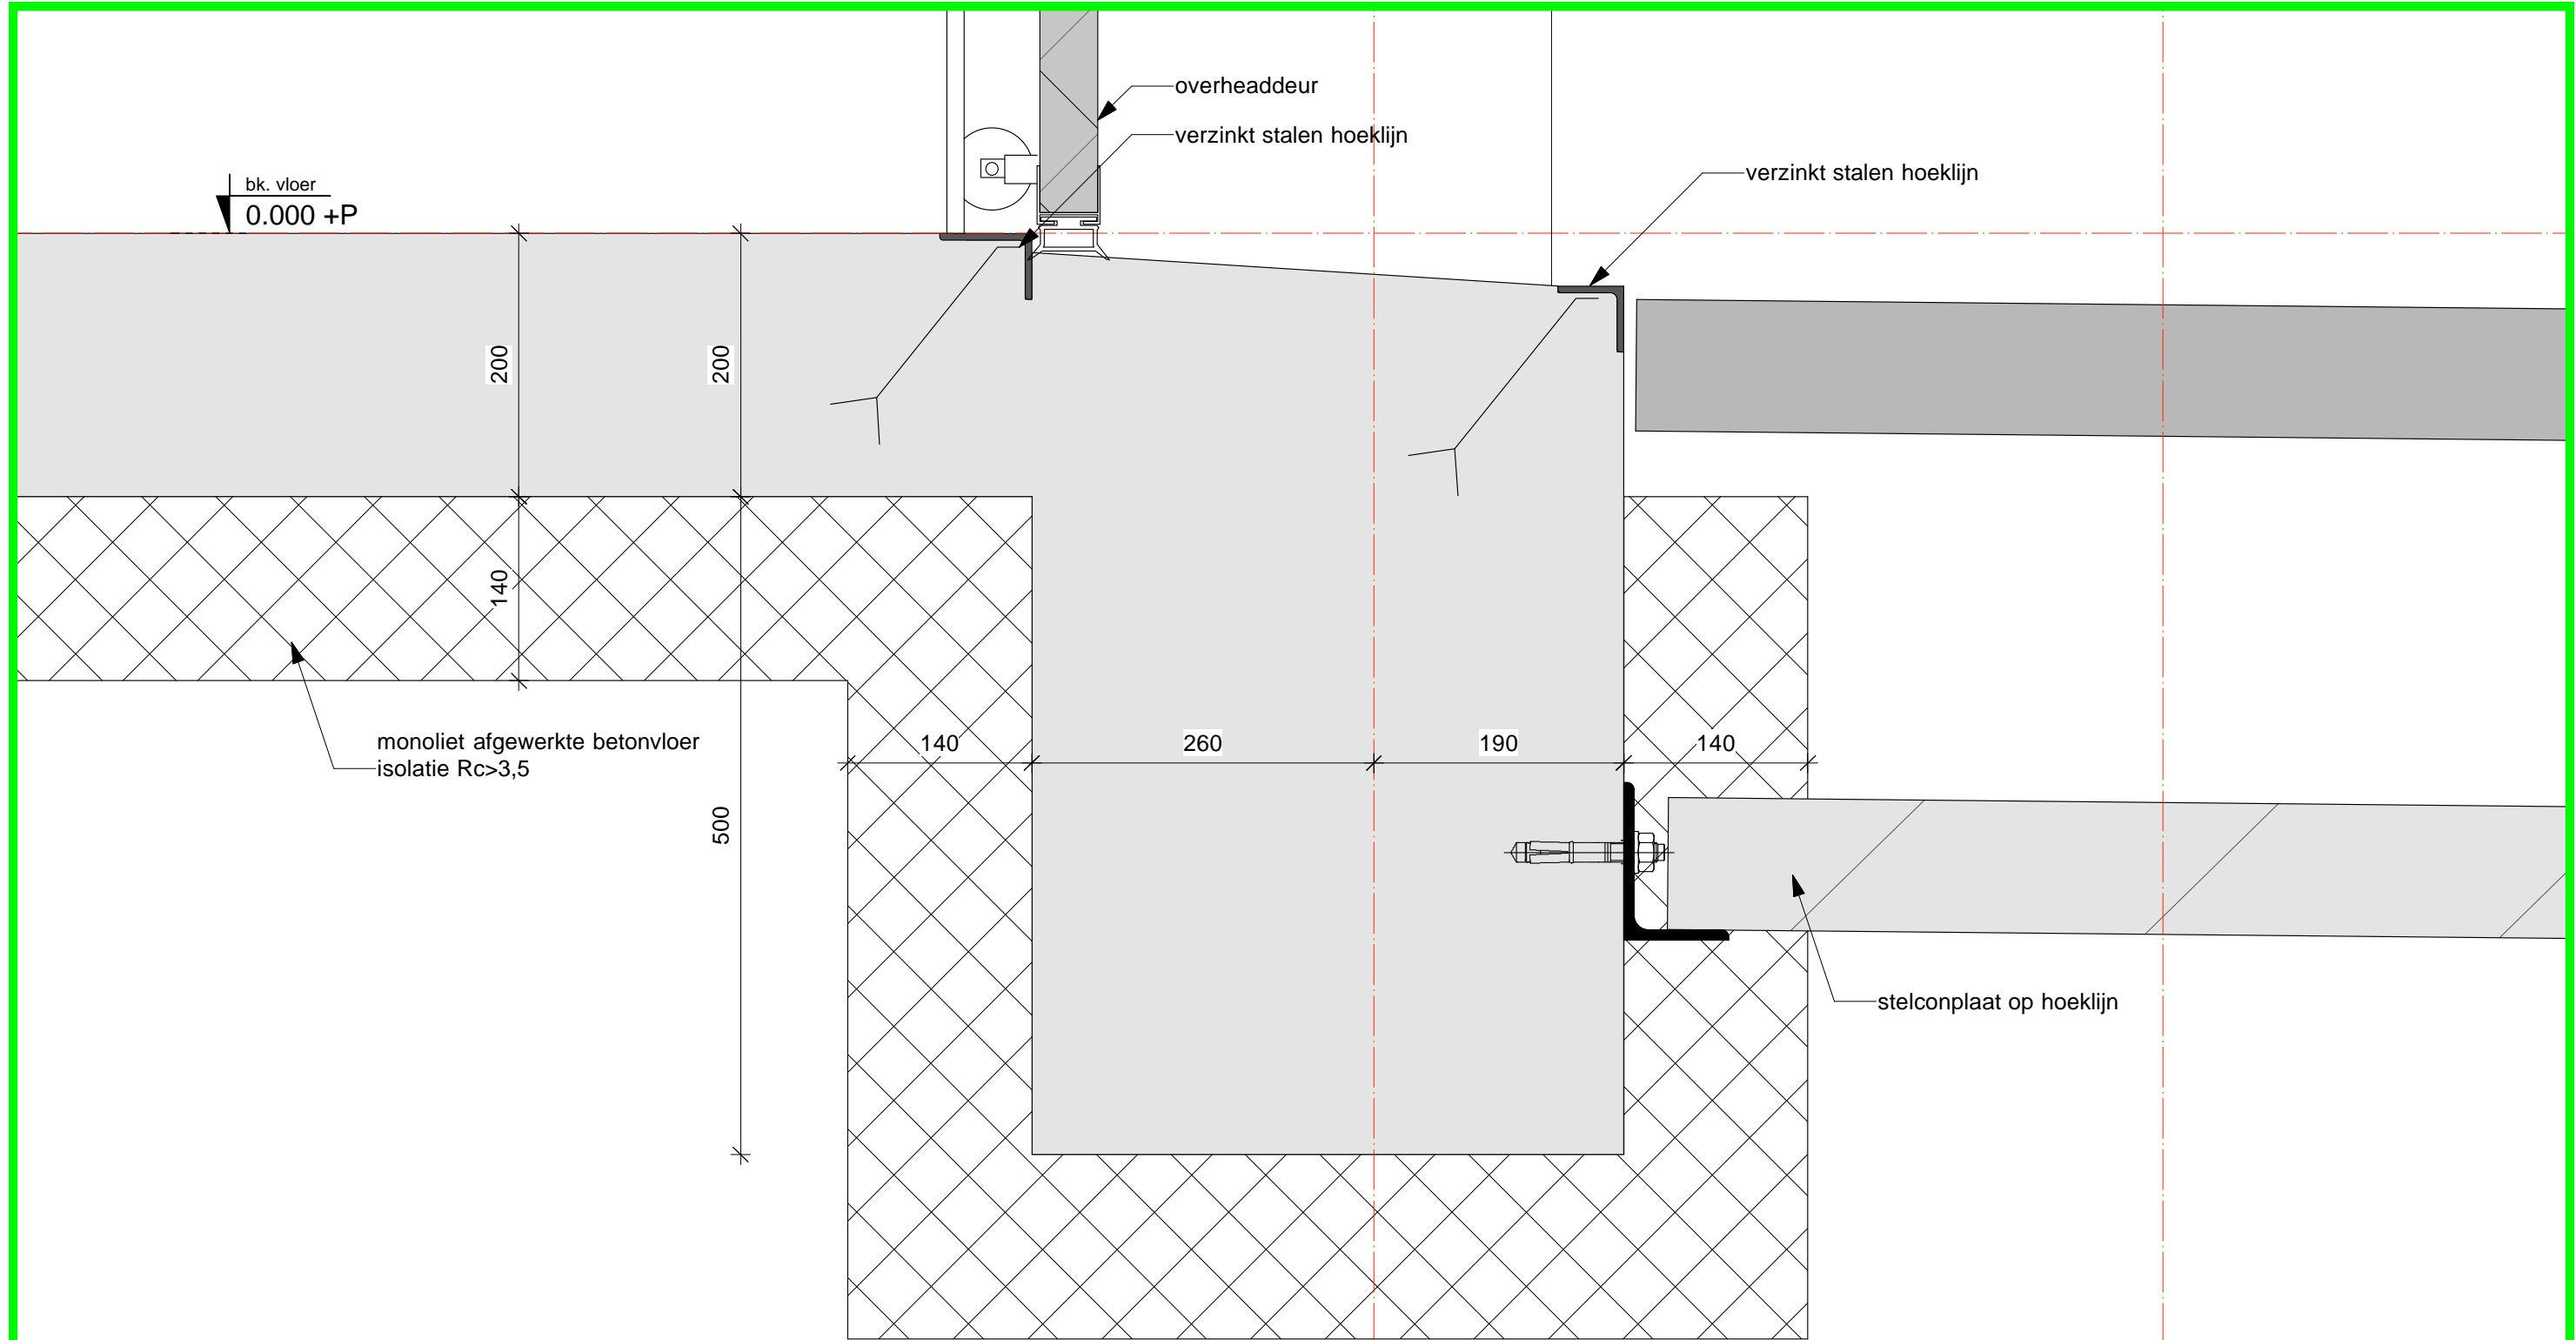 overheaddeur
verzinkt stalen hoeklijn
verzinkt stalen hoeklijn
bk. vloer
0.000 +P
200
200
140
monoliet afgewerkte betonvloer
isolatie Rc>3,5
140
260
190
140
500
stelconplaat op hoeklijn